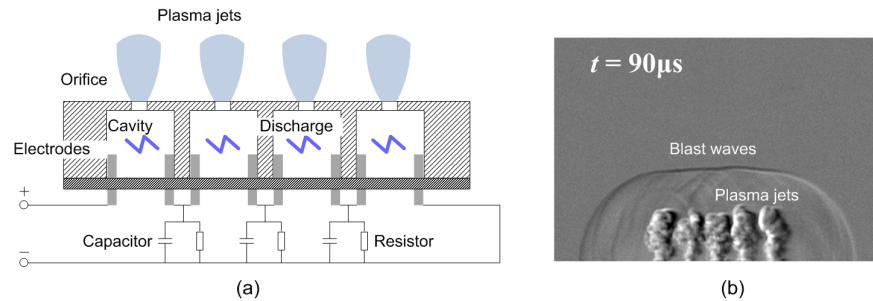 Plasma jets
Orifice
Cavity
Discharge
Electrodes
+
−
Capacitor
Resistor
(a)
t = 90μs
Blast waves
Plasma jets
(b)